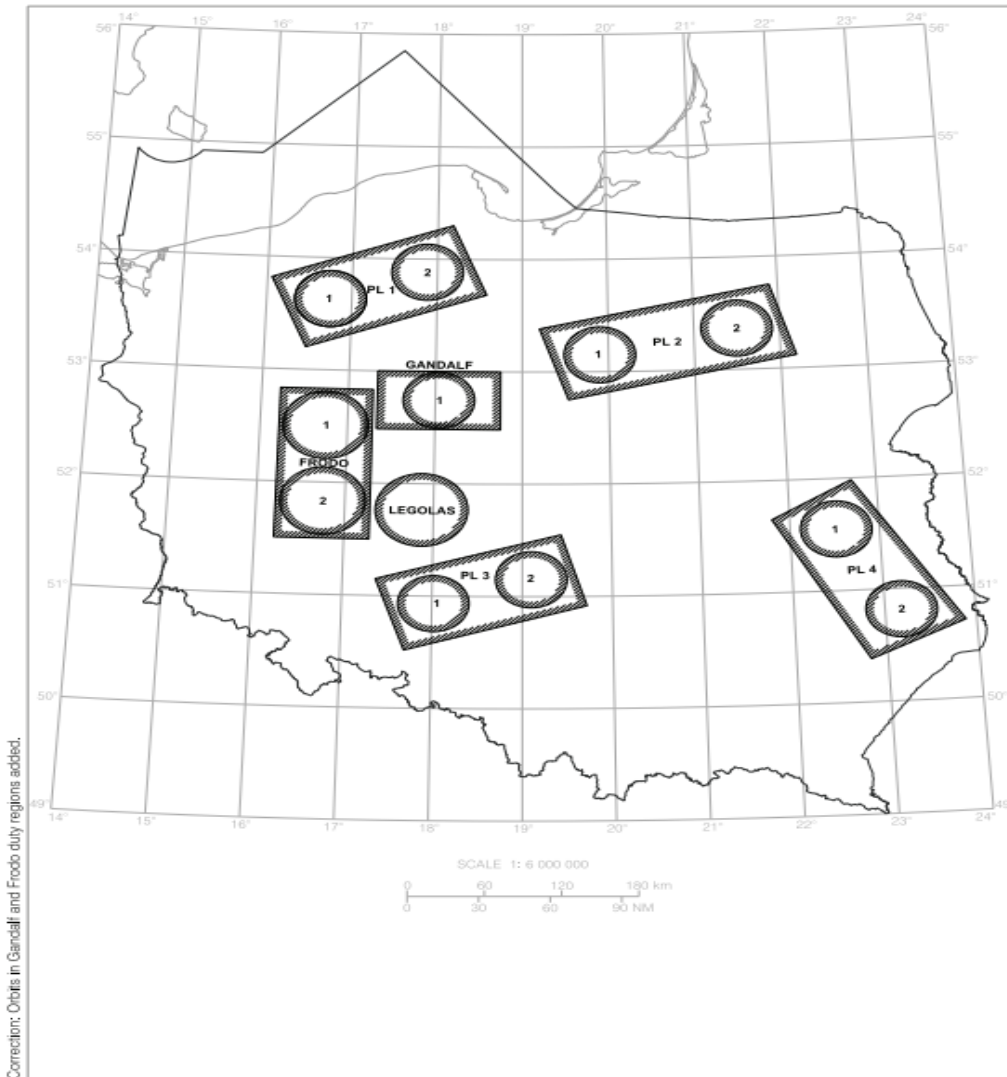 14° 15° 16° 17° 18° 19° 20° 21° 22° 23° 24°
56° 56°
55° 55°
54° 54°
2
1 PL 1
53° 53°
PL 2 2
1
GANDALF
1
1
52° 52°
FRODO
2
LEGOLAS
1
PL 4
2
51° 51°
PL 3 2
1
50° 50°
49° 49°
14° 15° 16° 17° 18° 19° 20° 21° 22° 23° 24°
SCALE 1: 6 000 000
0 60 120 180 km
0 30 60 90 NM
Correction: Orbits in Gandalf and Frodo duty regions added.